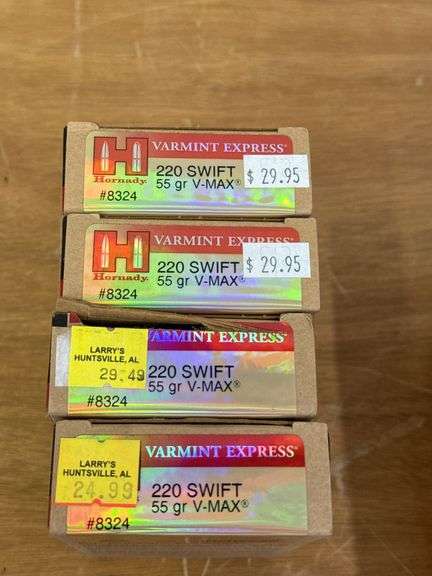 VARMINT EXPRESS®
H
Hornady.
220 SWIFT
55 gr V-MAX®
$ 29.95
#8324
VARMINT EXPRESS®
H
Hornady.
220 SWIFT
55 gr V-MAX®
$ 29.95
#8324
VARMINT EXPRESS®
LARRY'S
HUNTSVILLE, AL
29.49
220 SWIFT
55 gr V-MAX®
#8324
VARMINT EXPRESS®
LARRY'S
HUNTSVILLE, AL
24.99
220 SWIFT
55 gr V-MAX®
#8324